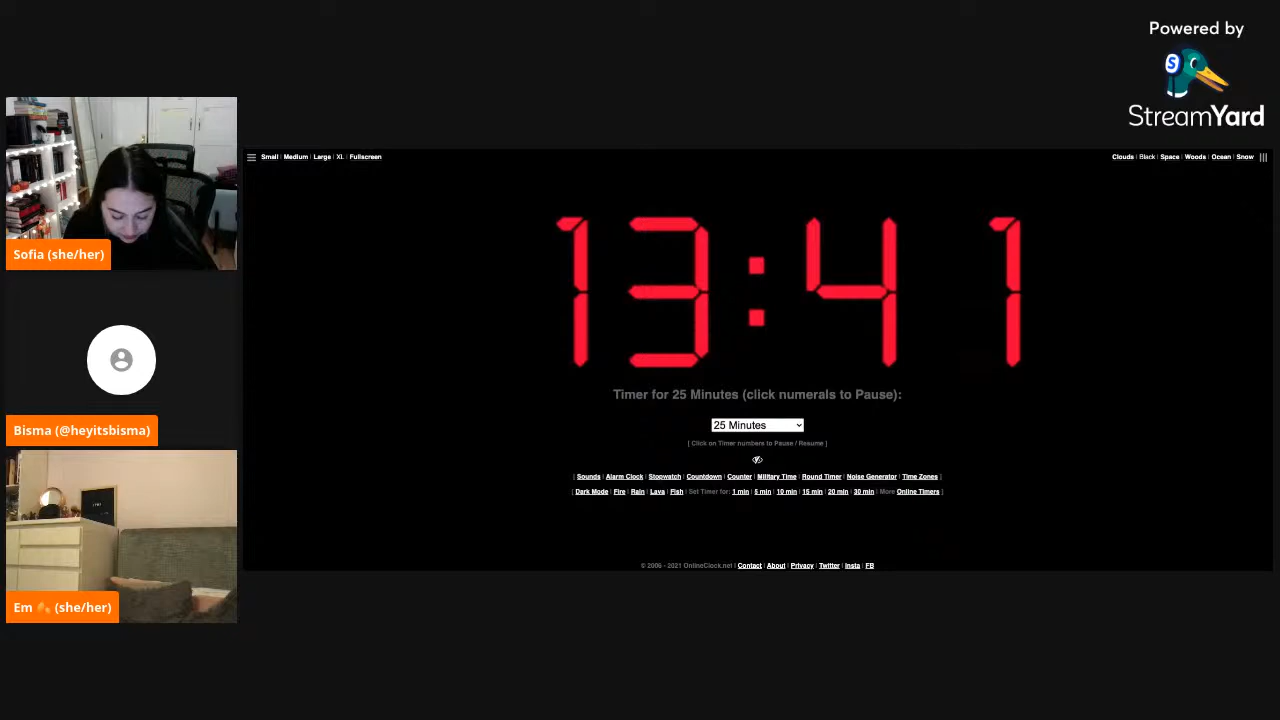 Powered by
StreamYard
Small | Medium | Large | XL | Fullscreen
Clouds | Black | Space | Woods | Ocean | Snow
13:41
Timer for 25 Minutes (click numerals to Pause):
25 Minutes
[ Click on Timer numbers to Pause / Resume ]
[ Sounds | Alarm Clock | Stopwatch | Countdown | Counter | Military Time | Round Timer | Noise Generator | Time Zones ]
[ Dark Mode | Fire | Rain | Lava | Fish | Set Timer for: 1 min | 5 min | 10 min | 15 min | 20 min | 30 min | More Online Timers ]
© 2006 - 2021 OnlineClock.net | Contact | About | Privacy | Twitter | Insta | FB
Sofia (she/her)
Bisma (@heyitsbisma)
Em (she/her)